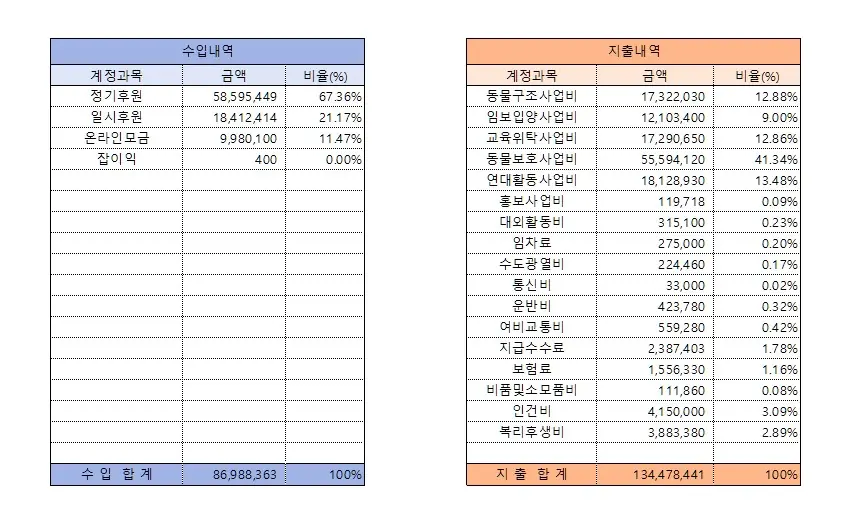 수입내역
계정과목 금액 비율(%)
정기후원 58,595,449 67.36%
일시후원 18,412,414 21.17%
온라인모금 9,980,100 11.47%
잡이익 400 0.00%
수 입 합 계 86,988,363 100%
지출내역
계정과목 금액 비율(%)
동물구조사업비 17,322,030 12.88%
임보입양사업비 12,103,400 9.00%
교육위탁사업비 17,290,650 12.86%
동물보호사업비 55,594,120 41.34%
연대활동사업비 18,128,930 13.48%
홍보사업비 119,718 0.09%
대외활동비 315,100 0.23%
임차료 275,000 0.20%
수도광열비 224,460 0.17%
통신비 33,000 0.02%
운반비 423,780 0.32%
여비교통비 559,280 0.42%
지급수수료 2,387,403 1.78%
보험료 1,556,330 1.16%
비품및소모품비 111,860 0.08%
인건비 4,150,000 3.09%
복리후생비 3,883,380 2.89%
지 출 합 계 134,478,441 100%